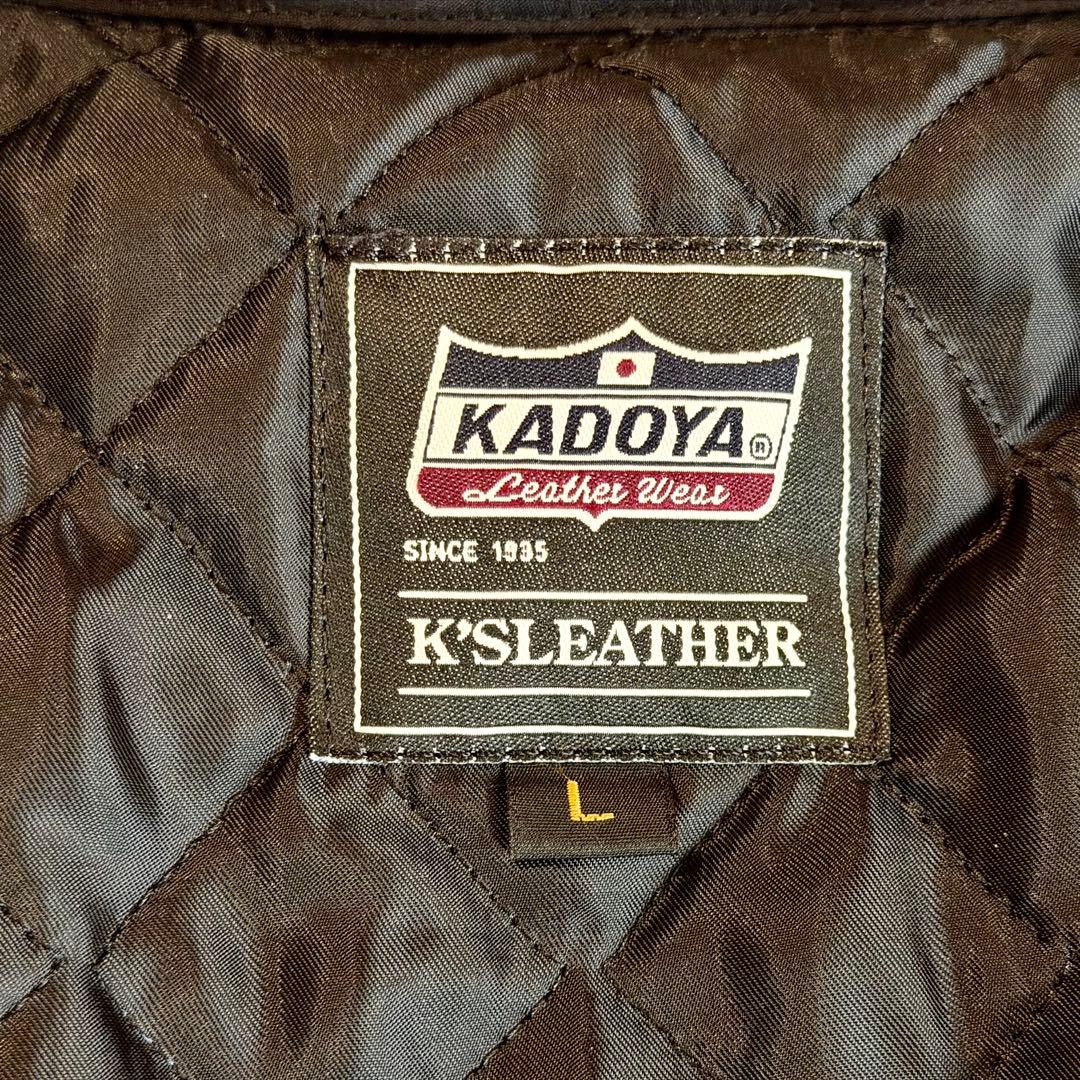 KADOYA®
Leather Wear
SINCE 1935
K'SLEATHER
L